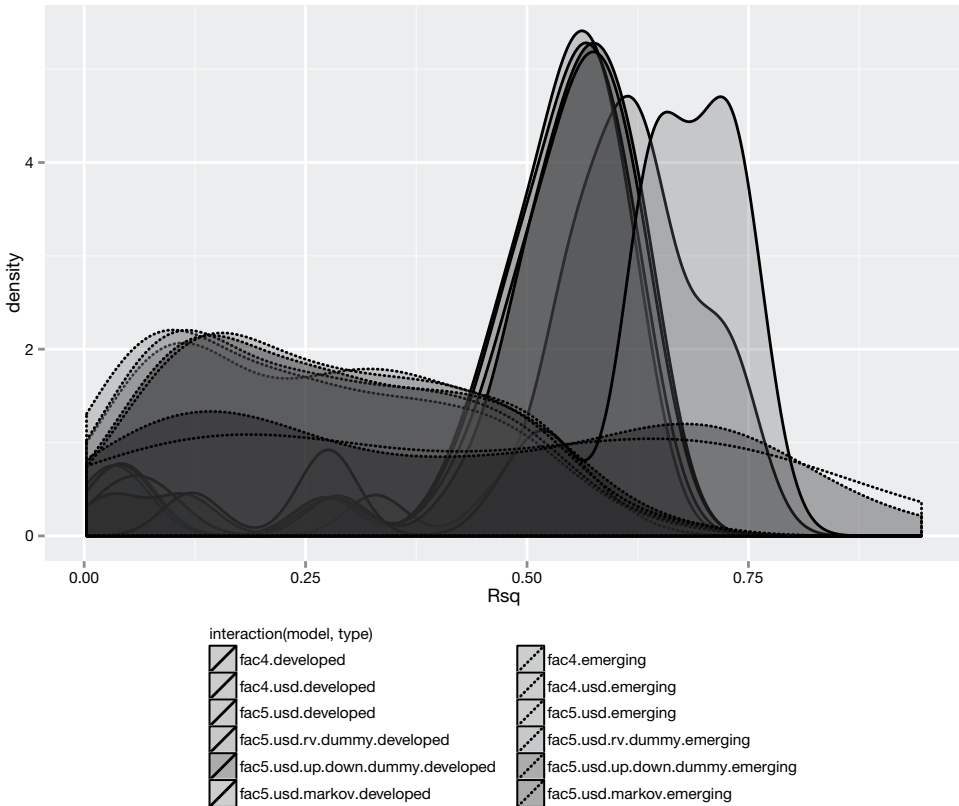 4
2
0
density
0.00 0.25 0.50 0.75
Rsq
interaction(model, type)
fac4.developed
fac4.usd.developed
fac5.usd.developed
fac5.usd.rv.dummy.developed
fac5.usd.up.down.dummy.developed
fac5.usd.markov.developed
fac4.emerging
fac4.usd.emerging
fac5.usd.emerging
fac5.usd.rv.dummy.emerging
fac5.usd.up.down.dummy.emerging
fac5.usd.markov.emerging